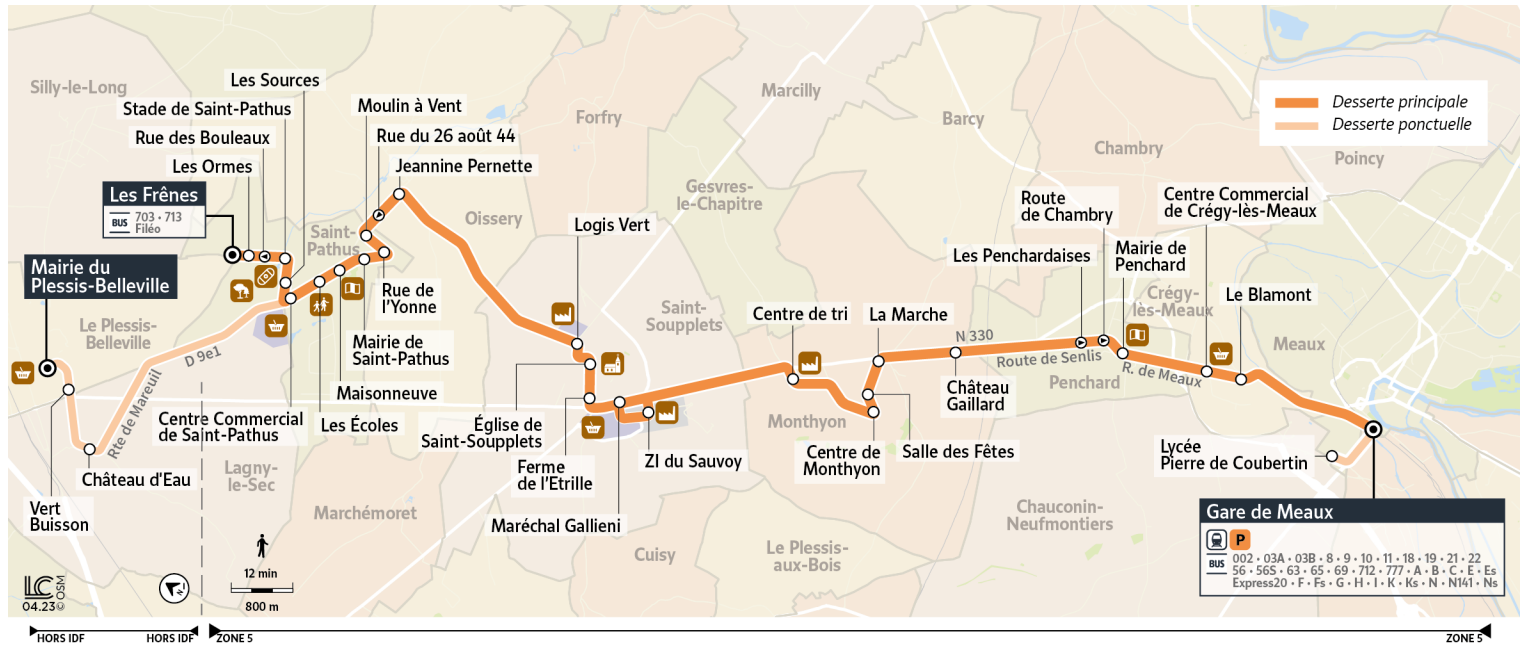 Silly-le-Long
Les Sources
Stade de Saint-Pathus
Rue des Bouleaux
Les Ormes
Les Frênes
BUS
703 • 713
Filéo
Mairie du
Plessis-Belleville
Le Plessis-
Belleville
D 9e1
Rte de Mareuil
Vert
Buisson
Château d'Eau
Centre Commercial
de Saint-Pathus
Lagny-
le-Sec
Saint-
Pathus
Moulin à Vent
Rue du 26 août 44
Jeannine Pernette
Rue de
l'Yonne
Mairie de
Saint-Pathus
Maisonneuve
Les Écoles
Marchémoret
Oissery
Forfry
Marcilly
Gesvres-
le-Chapitre
Barcy
Chambry
Poincy
Desserte principale
Desserte ponctuelle
Logis Vert
Saint-
Soupplets
Église de
Saint-Soupplets
Ferme
de l'Etrille
Maréchal Gallieni
ZI du Sauvoy
Cuisy
Le Plessis-
aux-Bois
Centre de tri
La Marche
Monthyon
Centre de
Monthyon
Salle des Fêtes
N 330
Route de Senlis
Château
Gaillard
Les Penchardaises
Route
de Chambry
Mairie de
Penchard
Penchard
R. de Meaux
Centre Commercial
de Crégy-lès-Meaux
Crégy-
lès-Meaux
Le Blamont
Meaux
Chauconin-
Neufmontiers
Lycée
Pierre de Coubertin
Gare de Meaux
P
BUS
002 • 03A • 03B • 8 • 9 • 10 • 11 • 18 • 19 • 21 • 22
56 • 56S • 63 • 65 • 69 • 712 • 777 • A • B • C • E • Es
Express20 • F • Fs • G • H • I • K • Ks • N • N141 • Ns
12 min
800 m
LC
04.23 © OSM
HORS IDF
HORS IDF
ZONE 5
ZONE 5